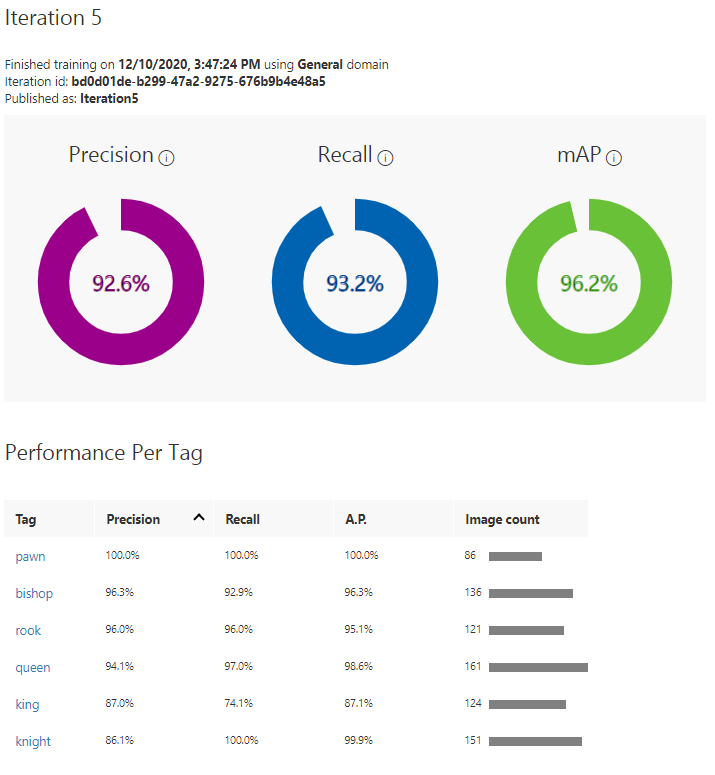 Iteration 5
Finished training on 12/10/2020, 3:47:24 PM using General domain
Iteration id: bd0d01de-b299-47a2-9275-676b9b4e48a5
Published as: Iteration5
Precision Recall mAP
92.6% 93.2% 96.2%
Performance Per Tag
Tag Precision Recall A.P. Image count
pawn 100.0% 100.0% 100.0% 86
bishop 96.3% 92.9% 96.3% 136
rook 96.0% 96.0% 95.1% 121
queen 94.1% 97.0% 98.6% 161
king 87.0% 74.1% 87.1% 124
knight 86.1% 100.0% 99.9% 151